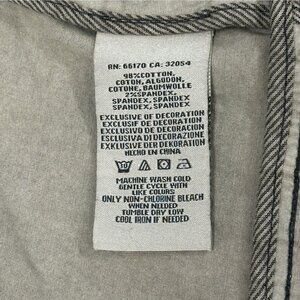 RN: 66170 CA: 32054
98%COTTON,
COTON, ALGODON,
COTONE, BAUMWOLLE
2%SPANDEX,
SPANDEX, SPANDEX
SPANDEX, SPANDEX
EXCLUSIVE OF DECORATION
EXCLUSIF DE DECORATION
EXCLUSIVO DE DECORACION
ESCLUSIVA DI DECORAZIONE
EXKLUSIVE DER DEKORATION
HECHO EN CHINA
MACHINE WASH COLD
GENTLE CYCLE WITH
LIKE COLORS
ONLY NON-CHLORINE BLEACH
WHEN NEEDED
TUMBLE DRY LOW
COOL IRON IF NEEDED